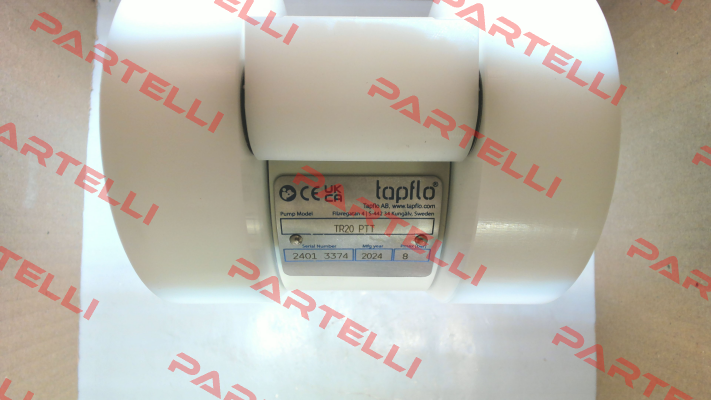 PARTELLI
PARTELLI
PARTELLI
PARTELLI
PARTELLI
PARTELLI
PARTELLI
PARTELLI
PARTELLI
PARTELLI
PARTELLI
CE UK CA
tapflo®
Tapflo AB, www.tapflo.com
Filaregatan 4 | S-442 34 Kungälv, Sweden
Pump Model
TR20 PTT
Serial Number
Mfg year
2401 3374
2024
8